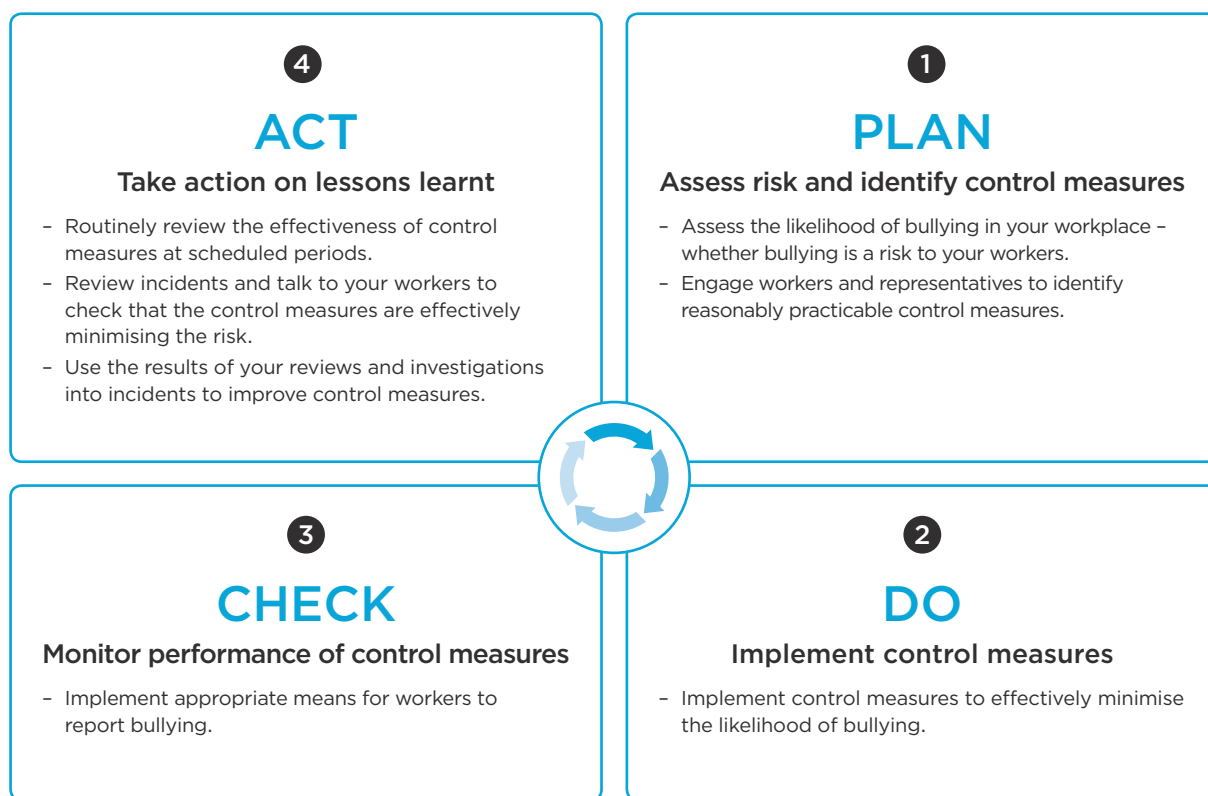 4
ACT
Take action on lessons learnt
– Routinely review the effectiveness of control
measures at scheduled periods.
– Review incidents and talk to your workers to
check that the control measures are effectively
minimising the risk.
– Use the results of your reviews and investigations
into incidents to improve control measures.
1
PLAN
Assess risk and identify control measures
– Assess the likelihood of bullying in your workplace –
whether bullying is a risk to your workers.
– Engage workers and representatives to identify
reasonably practicable control measures.
3
CHECK
Monitor performance of control measures
– Implement appropriate means for workers to
report bullying.
2
DO
Implement control measures
– Implement control measures to effectively minimise
the likelihood of bullying.